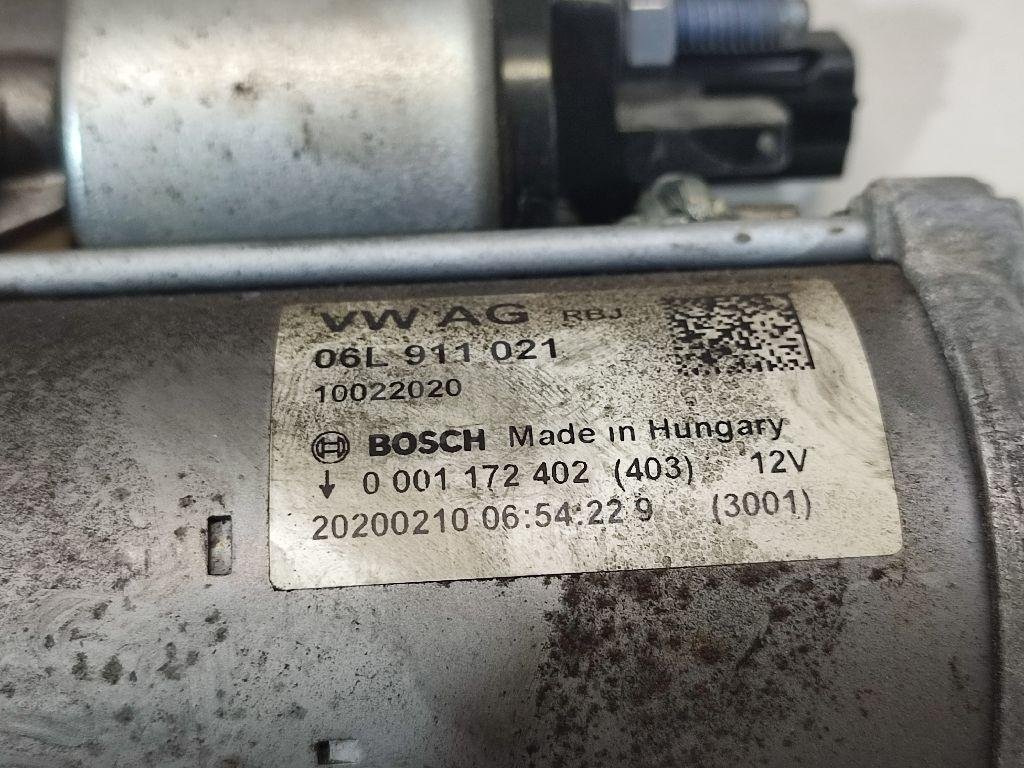 VW AG RBJ
06L 911 021
10022020
BOSCH Made in Hungary
0 001 172 402 (403) 12V
20200210 06:54:22 9 (3001)